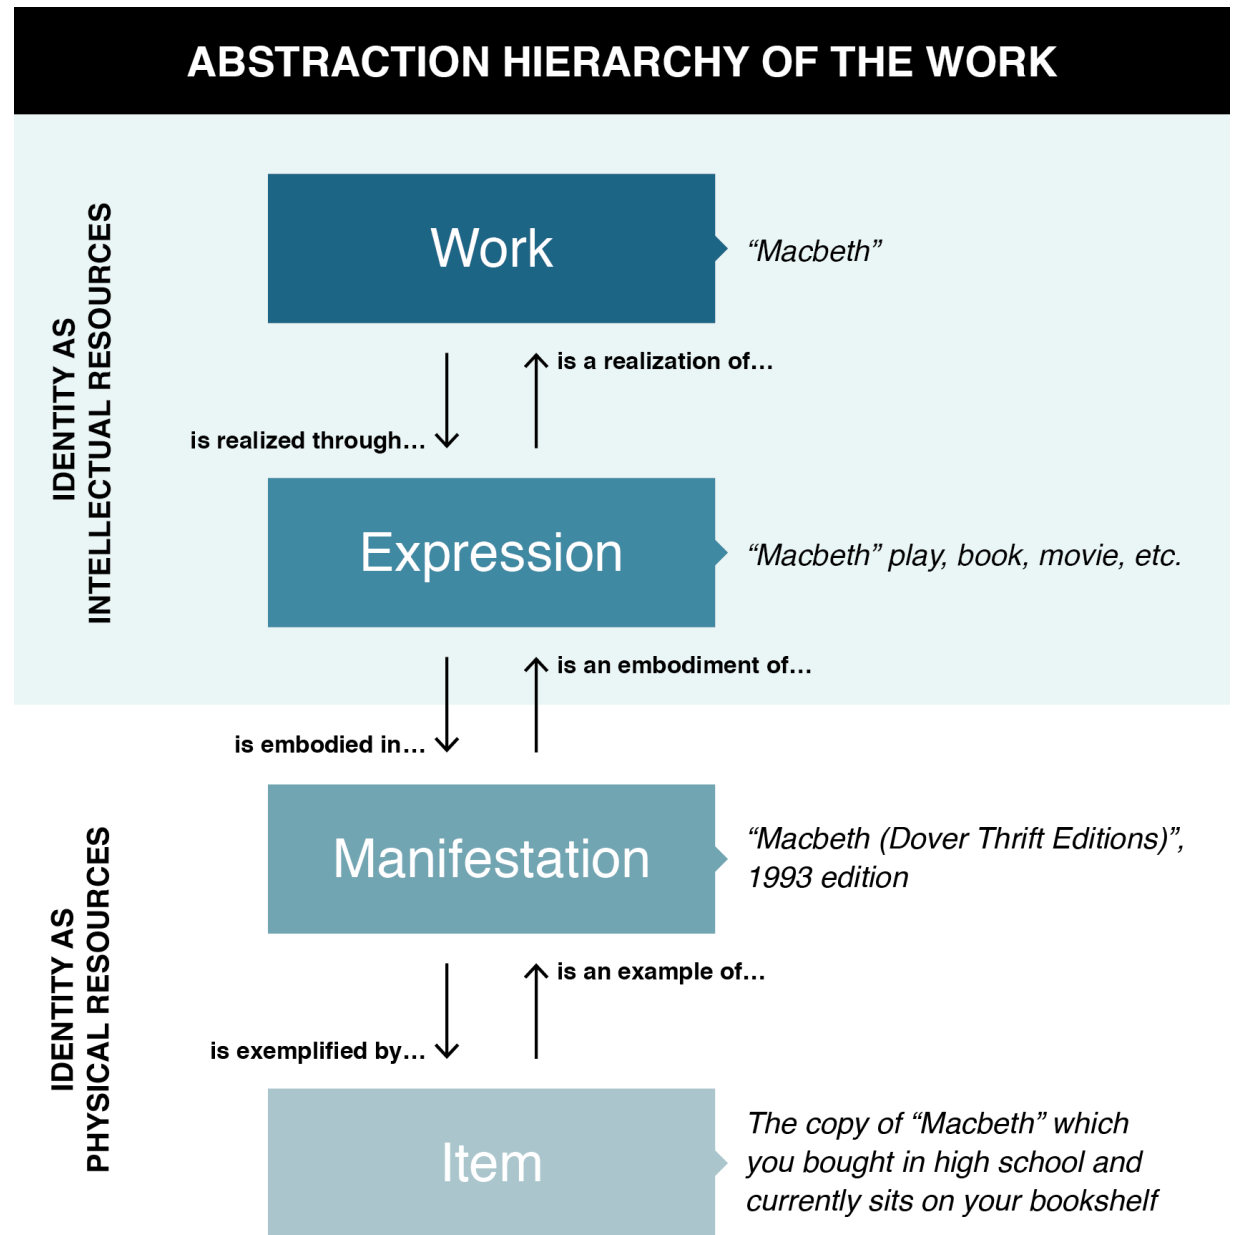 ABSTRACTION HIERARCHY OF THE WORK
IDENTITY AS
INTELLECTUAL RESOURCES
Work
“Macbeth”
is a realization of…
is realized through…
Expression
“Macbeth” play, book, movie, etc.
is an embodiment of…
is embodied in…
IDENTITY AS
PHYSICAL RESOURCES
Manifestation
“Macbeth (Dover Thrift Editions)”,
1993 edition
is an example of…
is exemplified by…
Item
The copy of “Macbeth” which
you bought in high school and
currently sits on your bookshelf